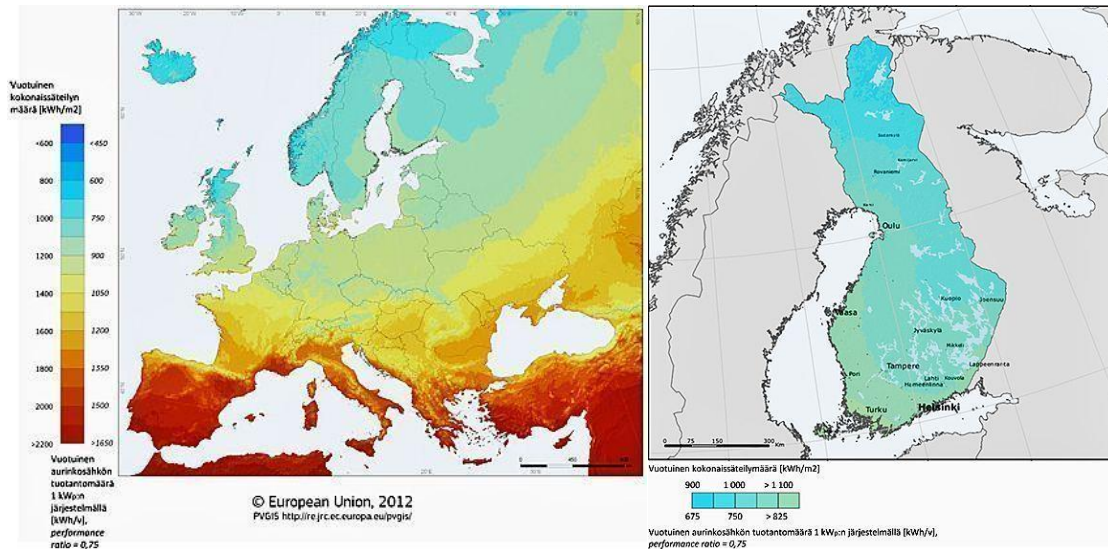 Vuotuinen
kokonaissäteilyn
määrä [kWh/m2]
<600 <450
800 600
1000 750
1200 900
1400 1050
1600 1200
1800 1350
2000 1500
>2200 >1650
Vuotuinen
aurinkosähkön
tuotantomäärä
1 kWp:n
järjestelmällä
[kWh/v],
performance
ratio = 0,75
© European Union, 2012
PVGIS http://re.jrc.ec.europa.eu/pvgis/
Sodankylä
Kemijärvi
Rovaniemi
Kemi
Oulu
Vaasa
Kuopio
Joensuu
Jyväskylä
Mikkeli
Tampere
Lappeenranta
Pori
Lahti
Kouvola
Hämeenlinna
Turku
Helsinki
0 75 150 300
Km
Vuotuinen kokonaissäteilymäärä [kWh/m2]
900 1 000 > 1 100
675 750 > 825
Vuotuinen aurinkosähkön tuotantomäärä 1 kWp:n järjestelmällä [kWh/v],
performance ratio = 0,75